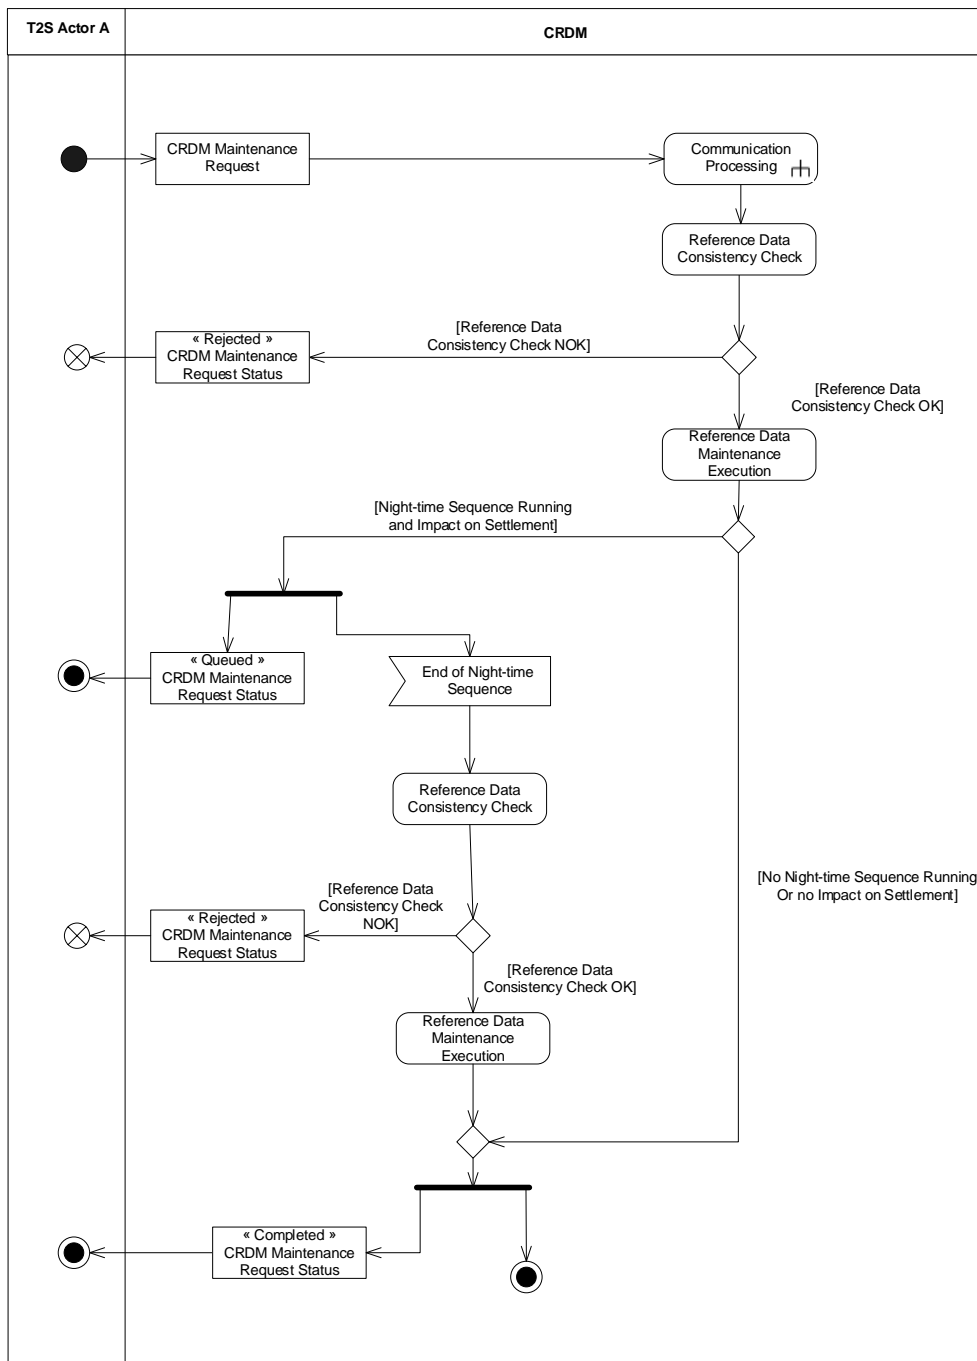 T2S Actor A
CRDM
CRDM Maintenance
Request
Communication
Processing
Reference Data
Consistency Check
[Reference Data
Consistency Check NOK]
« Rejected »
CRDM Maintenance
Request Status
[Reference Data
Consistency Check OK]
Reference Data
Maintenance
Execution
[Night-time Sequence Running
and Impact on Settlement]
« Queued »
CRDM Maintenance
Request Status
End of Night-time
Sequence
Reference Data
Consistency Check
[No Night-time Sequence Running
Or no Impact on Settlement]
[Reference Data
Consistency Check
NOK]
« Rejected »
CRDM Maintenance
Request Status
[Reference Data
Consistency Check OK]
Reference Data
Maintenance
Execution
« Completed »
CRDM Maintenance
Request Status